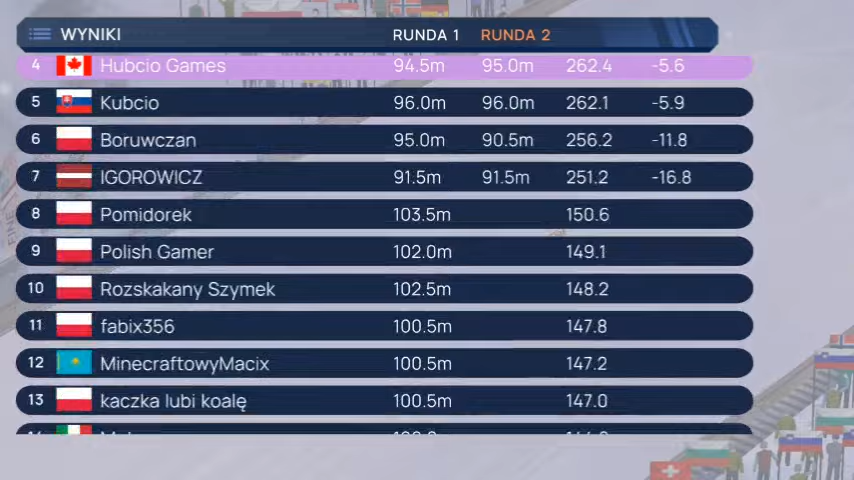 WYNIKI RUNDA 1 RUNDA 2
4 Hubcio Games 94.5m 95.0m 262.4 -5.6
5 Kubcio 96.0m 96.0m 262.1 -5.9
6 Boruwczan 95.0m 90.5m 256.2 -11.8
7 IGOROWICZ 91.5m 91.5m 251.2 -16.8
8 Pomidorek 103.5m 150.6
9 Polish Gamer 102.0m 149.1
10 Rozskakany Szymek 102.5m 148.2
11 fabix356 100.5m 147.8
12 MinecraftowyMacix 100.5m 147.2
13 kaczka lubi koalę 100.5m 147.0